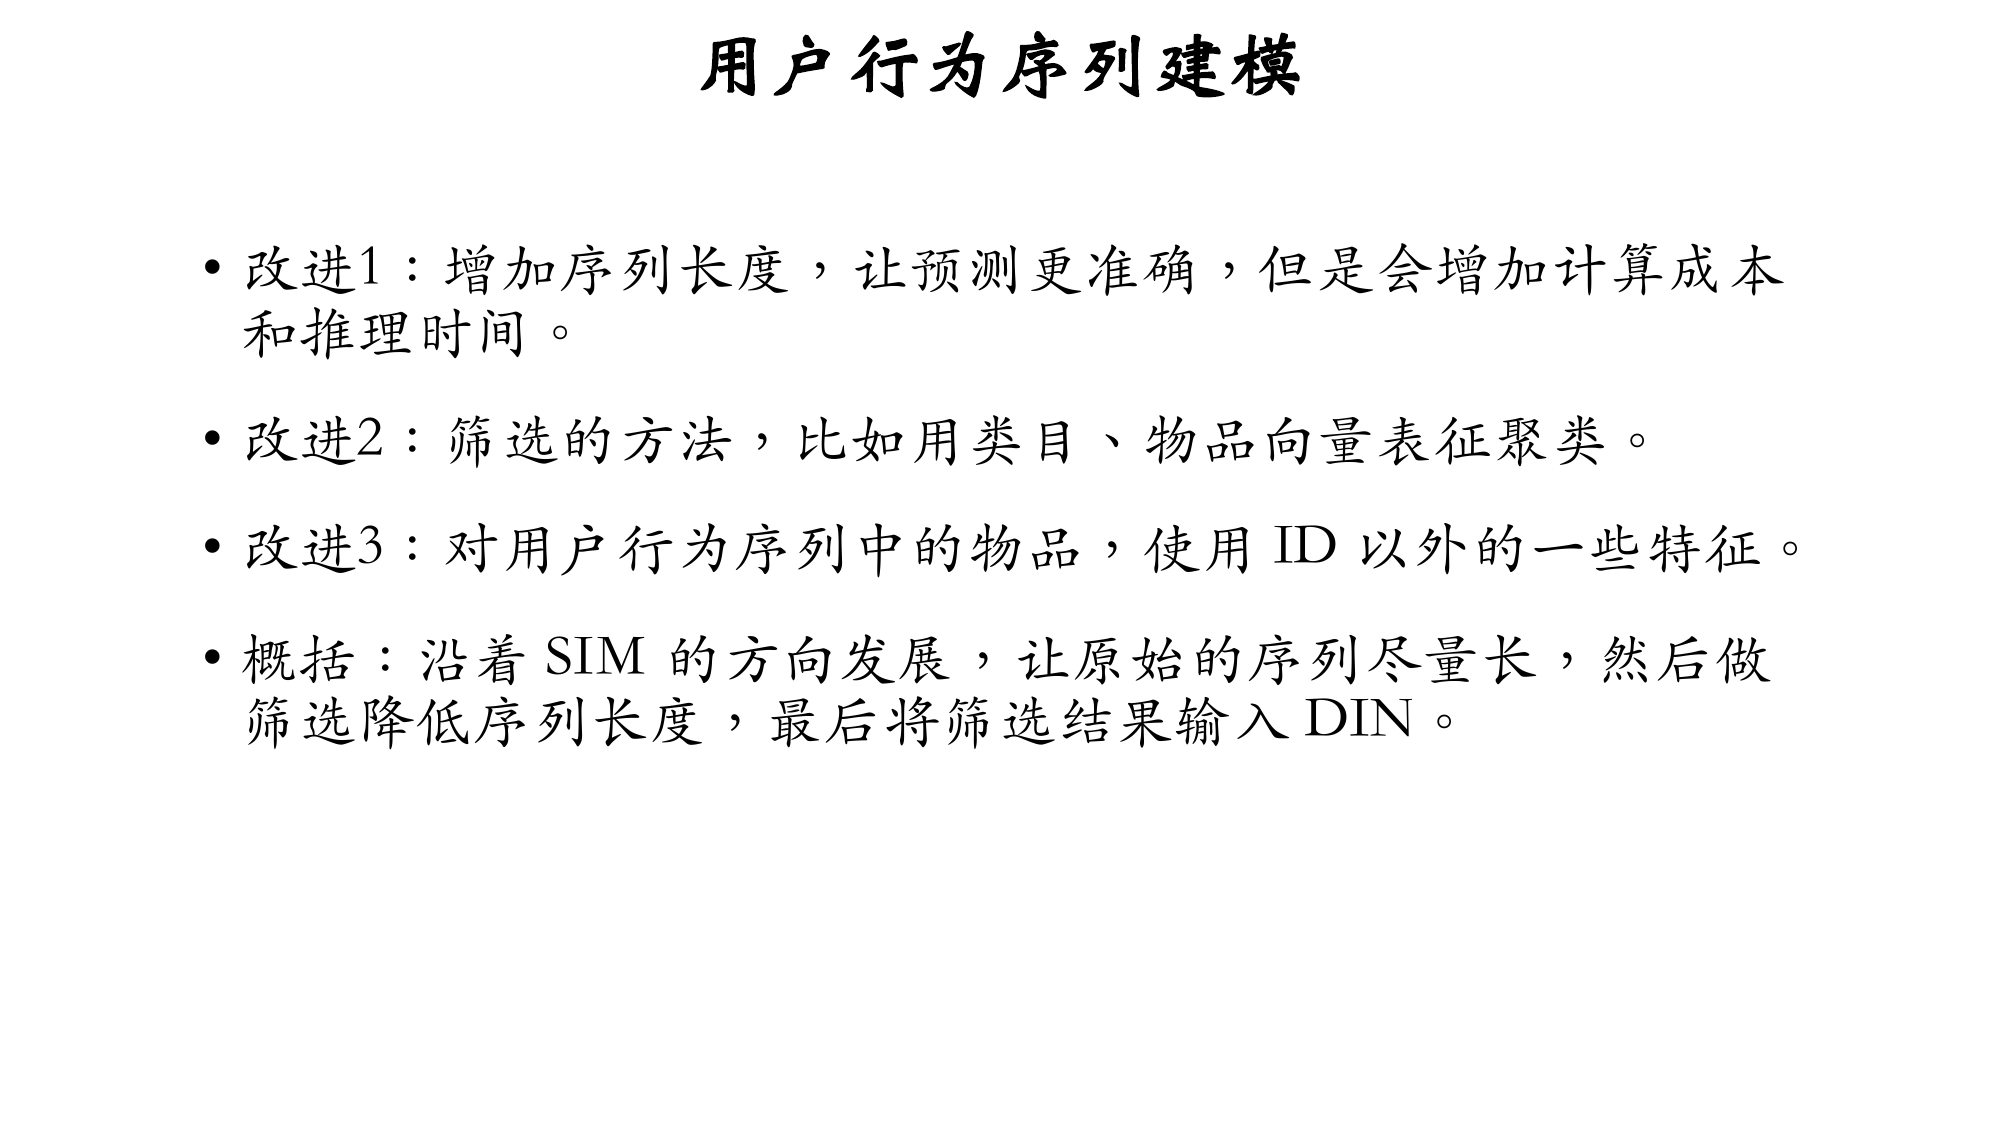 用户行为序列建模
• 改进1：增加序列长度，让预测更准确，但是会增加计算成本
和推理时间。
• 改进2：筛选的方法，比如用类目、物品向量表征聚类。
• 改进3：对用户行为序列中的物品，使用 ID 以外的一些特征。
• 概括：沿着 SIM 的方向发展，让原始的序列尽量长，然后做
筛选降低序列长度，最后将筛选结果输入 DIN。